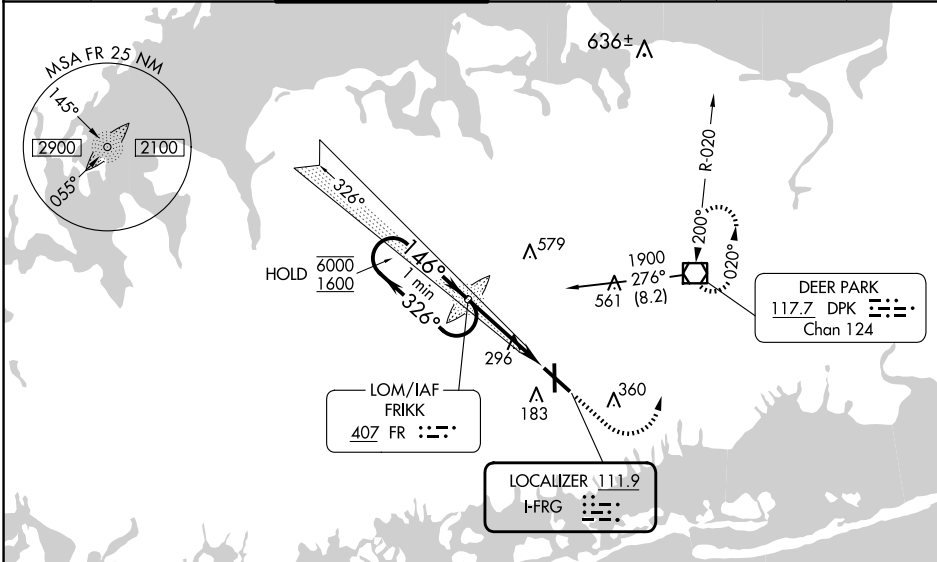 MSA FR 25 NM
145°
2900
2100
055°
636±
R-020
326°
146°
1 min
326°
HOLD
6000
1600
579
200°
020°
1900
276°
(8.2)
561
DEER PARK
117.7 DPK
Chan 124
296
LOM/IAF
FRIKK
407 FR
183
360
LOCALIZER 111.9
I-FRG